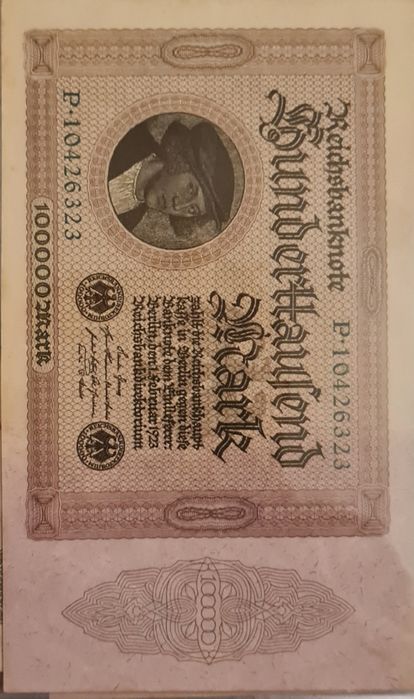 Reichsbanknote P·10426323
Hunderttausend
Mark
zahlt die Reichsbankhaupt-
kasse in Berlin gegen diese
Banknote dem Einlieferer.
Berlin, den 1. Februar 1923
Reichsbankdirektorium
P·10426323
100000 Mark
100000